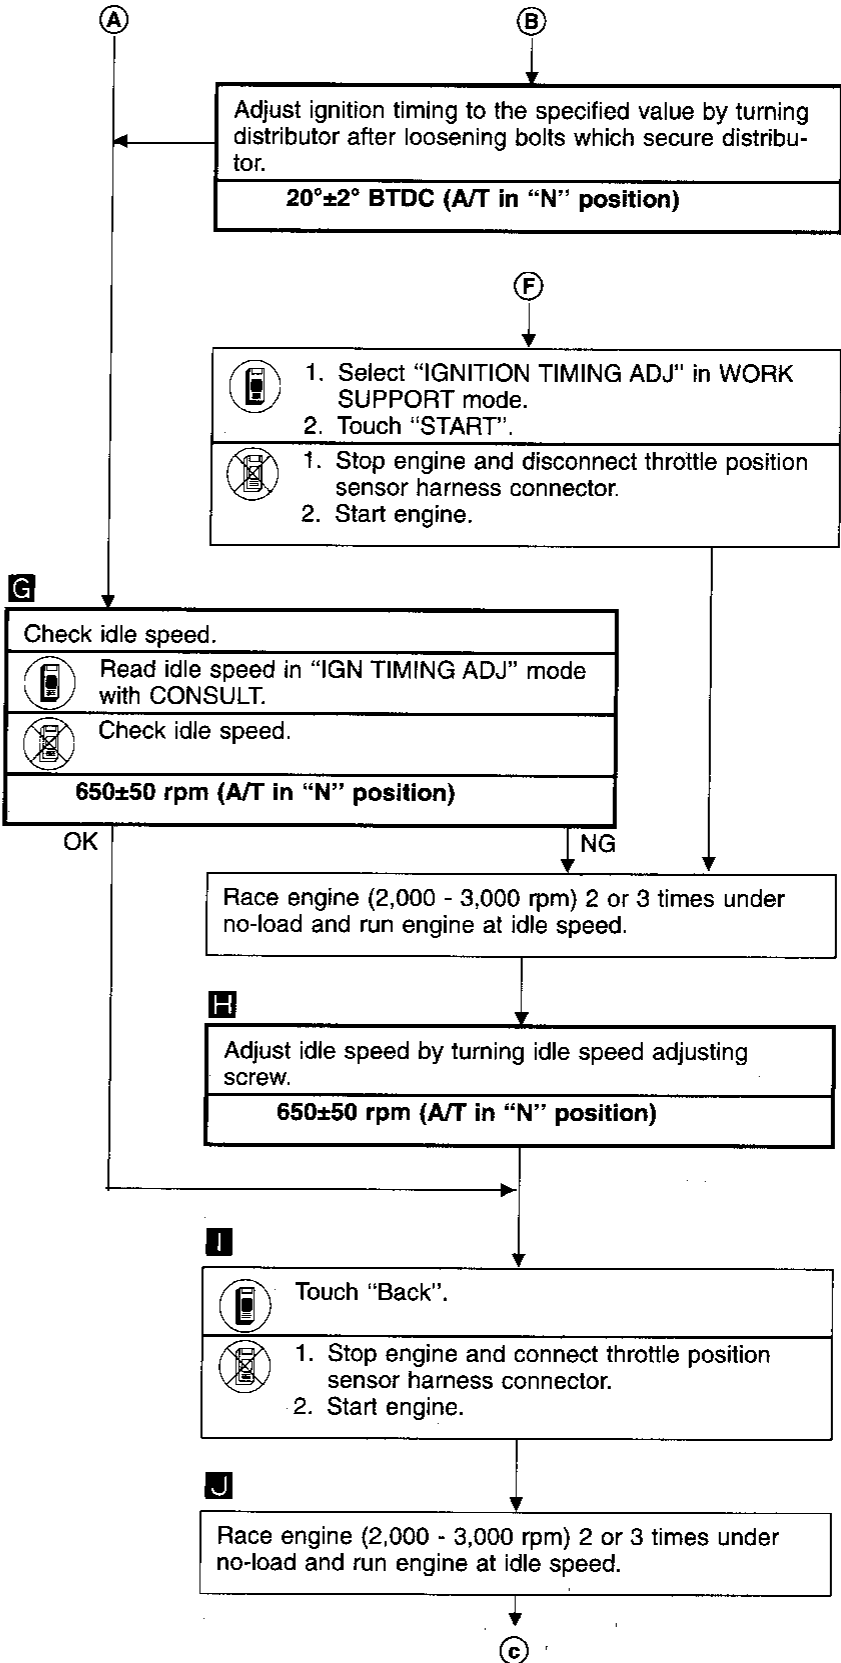 A
B
Adjust ignition timing to the specified value by turning
distributor after loosening bolts which secure distribu-
tor.
20°±2° BTDC (A/T in “N” position)
F
1. Select “IGNITION TIMING ADJ” in WORK
SUPPORT mode.
2. Touch “START”.
1. Stop engine and disconnect throttle position
sensor harness connector.
2. Start engine.
G
Check idle speed.
Read idle speed in “IGN TIMING ADJ” mode
with CONSULT.
Check idle speed.
650±50 rpm (A/T in “N” position)
OK
NG
Race engine (2,000 - 3,000 rpm) 2 or 3 times under
no-load and run engine at idle speed.
H
Adjust idle speed by turning idle speed adjusting
screw.
650±50 rpm (A/T in “N” position)
I
Touch “Back”.
1. Stop engine and connect throttle position
sensor harness connector.
2. Start engine.
J
Race engine (2,000 - 3,000 rpm) 2 or 3 times under
no-load and run engine at idle speed.
c